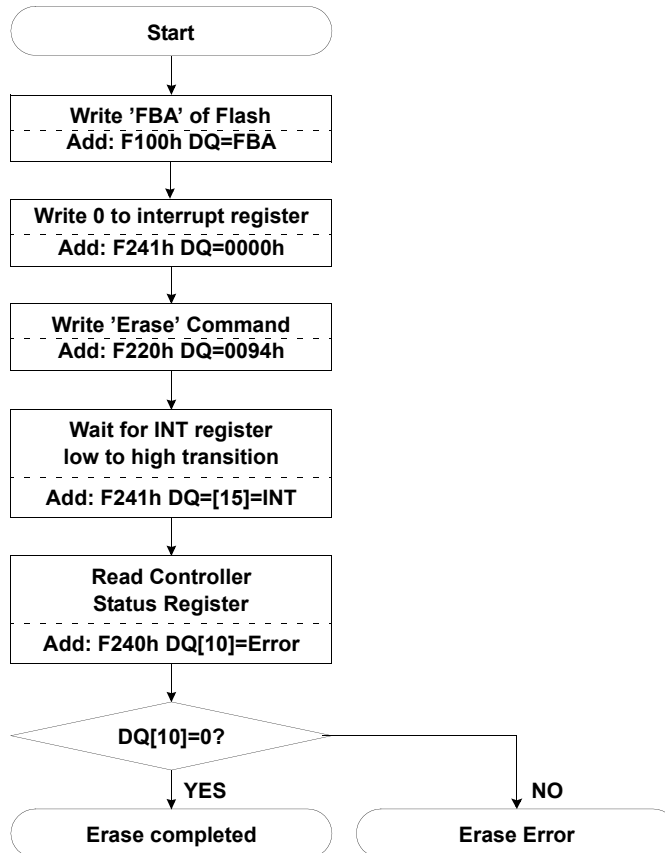 Start
Write ’FBA’ of Flash
Add: F100h DQ=FBA
Write 0 to interrupt register
Add: F241h DQ=0000h
Write ’Erase’ Command
Add: F220h DQ=0094h
Wait for INT register
low to high transition
Add: F241h DQ=[15]=INT
Read Controller
Status Register
Add: F240h DQ[10]=Error
DQ[10]=0?
YES
NO
Erase completed
Erase Error